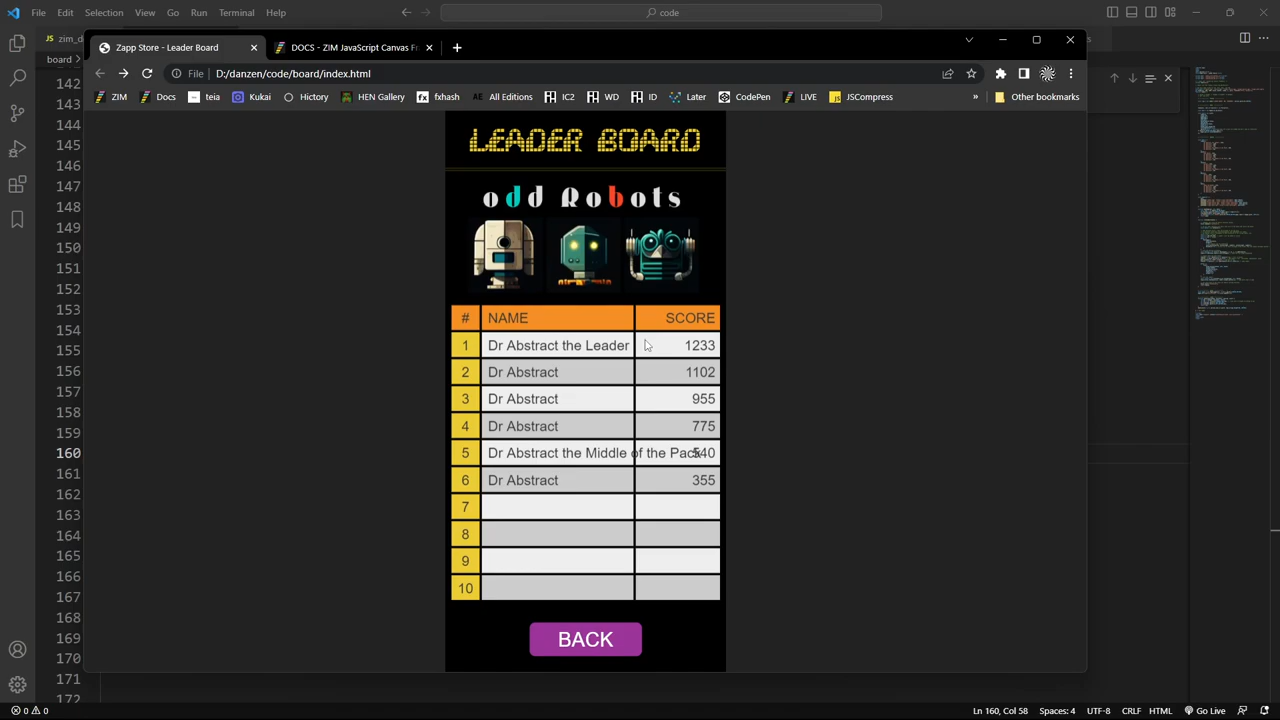 File Edit Selection View Go Run Terminal Help
code
zim_d
board
Zapp Store - Leader Board
DOCS - ZIM JavaScript Canvas Fr
File D:/danzen/code/board/index.html
ZIM Docs teia Kukai Higher HEN Gallery IC2 WD ID LIVE JSCompress » Other Bookmarks
LEADER BOARD
odd Robots
# NAME SCORE
1 Dr Abstract the Leader 1233
2 Dr Abstract 1102
3 Dr Abstract 955
4 Dr Abstract 775
5 Dr Abstract the Middle of the Pack 540
6 Dr Abstract 355
7
8
9
10
BACK
142
143
144
145
146
147
148
149
150
151
152
153
154
155
156
157
158
159
160
161
162
163
164
165
166
167
168
169
170
171
172
0 0 Ln 160, Col 58 Spaces: 4 UTF-8 CRLF HTML Go Live